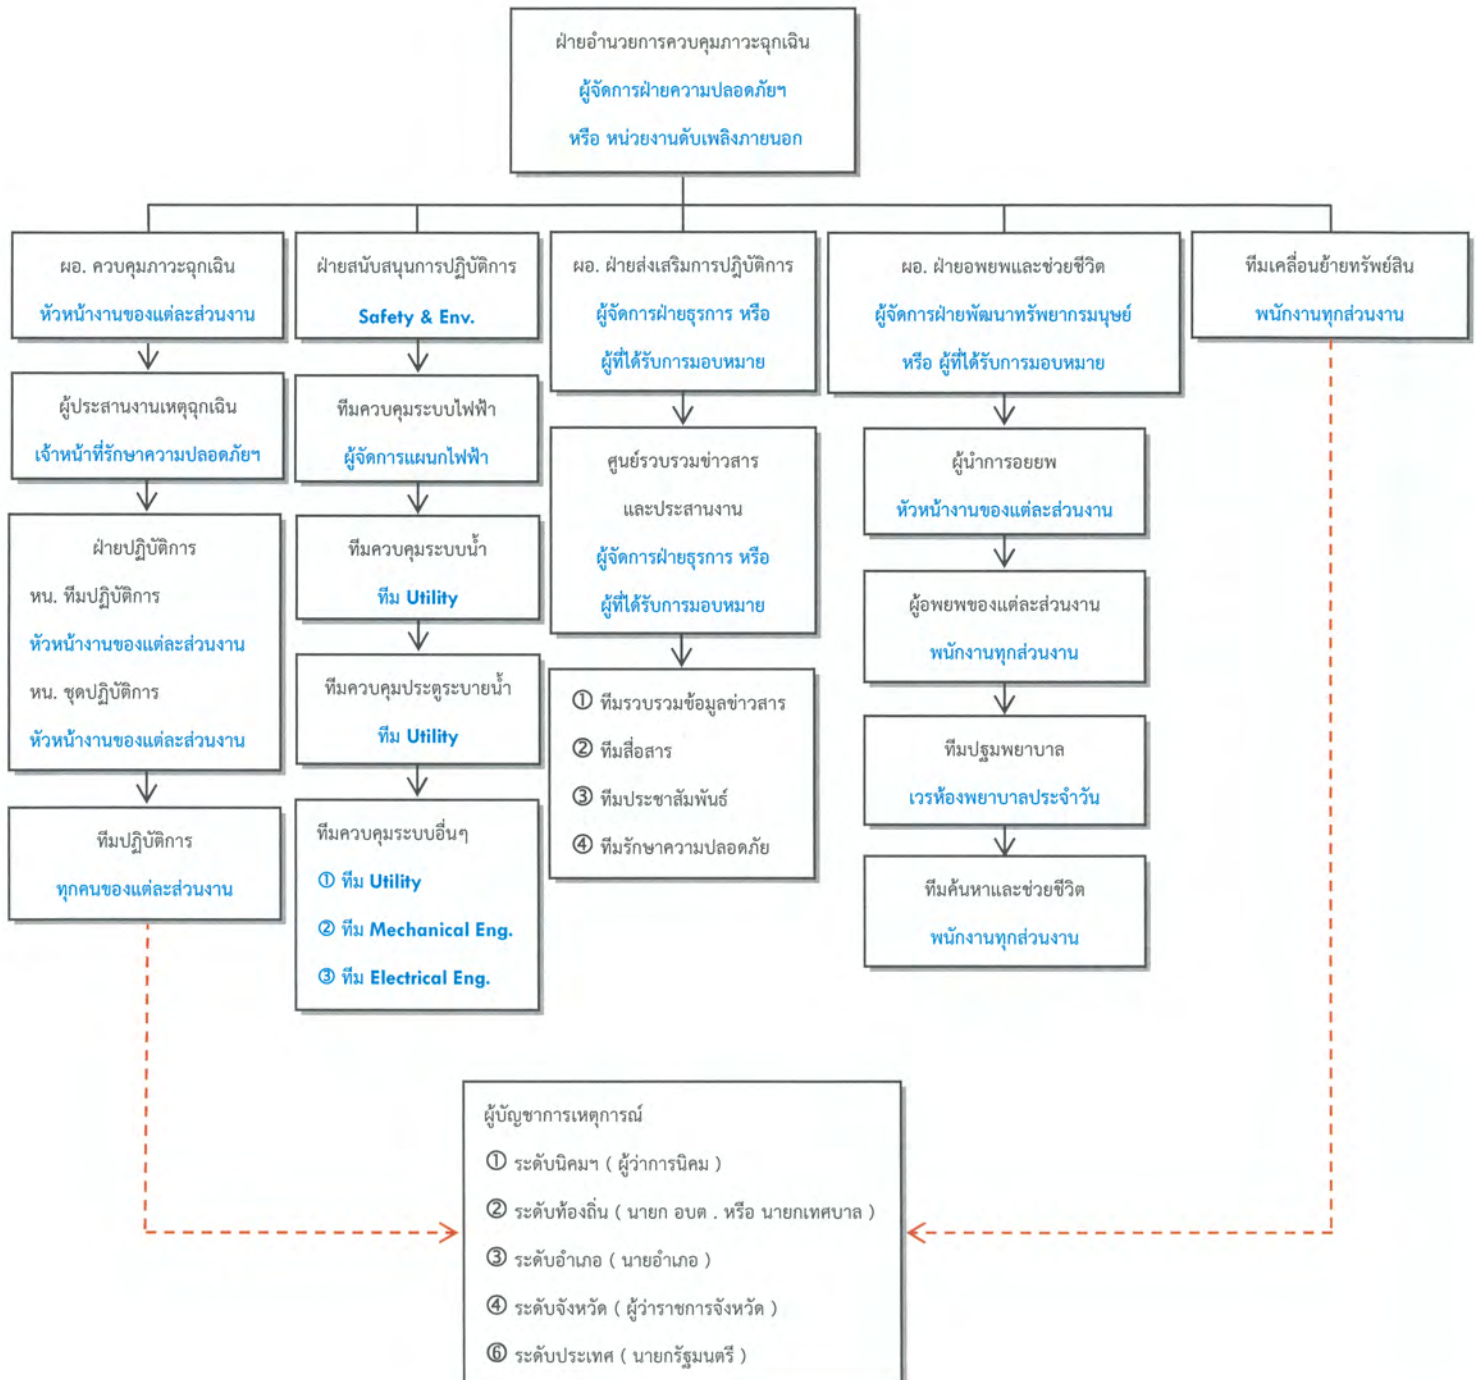 ฝ่ายอำนวยการควบคุมภาวะฉุกเฉิน
ผู้จัดการฝ่ายความปลอดภัยฯ
หรือ หน่วยงานดับเพลิงภายนอก
ผอ. ควบคุมภาวะฉุกเฉิน
หัวหน้างานของแต่ละส่วนงาน
ผู้ประสานงานเหตุฉุกเฉิน
เจ้าหน้าที่รักษาความปลอดภัยฯ
ฝ่ายปฏิบัติการ
หน. ทีมปฏิบัติการ
หัวหน้างานของแต่ละส่วนงาน
หน. ชุดปฏิบัติการ
หัวหน้างานของแต่ละส่วนงาน
ทีมปฏิบัติการ
ทุกคนของแต่ละส่วนงาน
ฝ่ายสนับสนุนการปฏิบัติการ
Safety & Env.
ทีมควบคุมระบบไฟฟ้า
ผู้จัดการแผนกไฟฟ้า
ทีมควบคุมระบบน้ำ
ทีม Utility
ทีมควบคุมประตูระบายน้ำ
ทีม Utility
ทีมควบคุมระบบอื่นๆ
① ทีม Utility
② ทีม Mechanical Eng.
③ ทีม Electrical Eng.
ผอ. ฝ่ายส่งเสริมการปฏิบัติการ
ผู้จัดการฝ่ายธุรการ หรือ
ผู้ที่ได้รับการมอบหมาย
ศูนย์รวบรวมข่าวสาร
และประสานงาน
ผู้จัดการฝ่ายธุรการ หรือ
ผู้ที่ได้รับการมอบหมาย
① ทีมรวบรวมข้อมูลข่าวสาร
② ทีมสื่อสาร
③ ทีมประชาสัมพันธ์
④ ทีมรักษาความปลอดภัย
ผอ. ฝ่ายอพยพและช่วยชีวิต
ผู้จัดการฝ่ายพัฒนาทรัพยากรมนุษย์
หรือ ผู้ที่ได้รับการมอบหมาย
ผู้นำการอยยพ
หัวหน้างานของแต่ละส่วนงาน
ผู้อพยพของแต่ละส่วนงาน
พนักงานทุกส่วนงาน
ทีมปฐมพยาบาล
เวรห้องพยาบาลประจำวัน
ทีมค้นหาและช่วยชีวิต
พนักงานทุกส่วนงาน
ทีมเคลื่อนย้ายทรัพย์สิน
พนักงานทุกส่วนงาน
ผู้บัญชาการเหตุการณ์
① ระดับนิคมฯ ( ผู้ว่าการนิคม )
② ระดับท้องถิ่น ( นายก อบต . หรือ นายกเทศบาล )
③ ระดับอำเภอ ( นายอำเภอ )
④ ระดับจังหวัด ( ผู้ว่าราชการจังหวัด )
⑥ ระดับประเทศ ( นายกรัฐมนตรี )